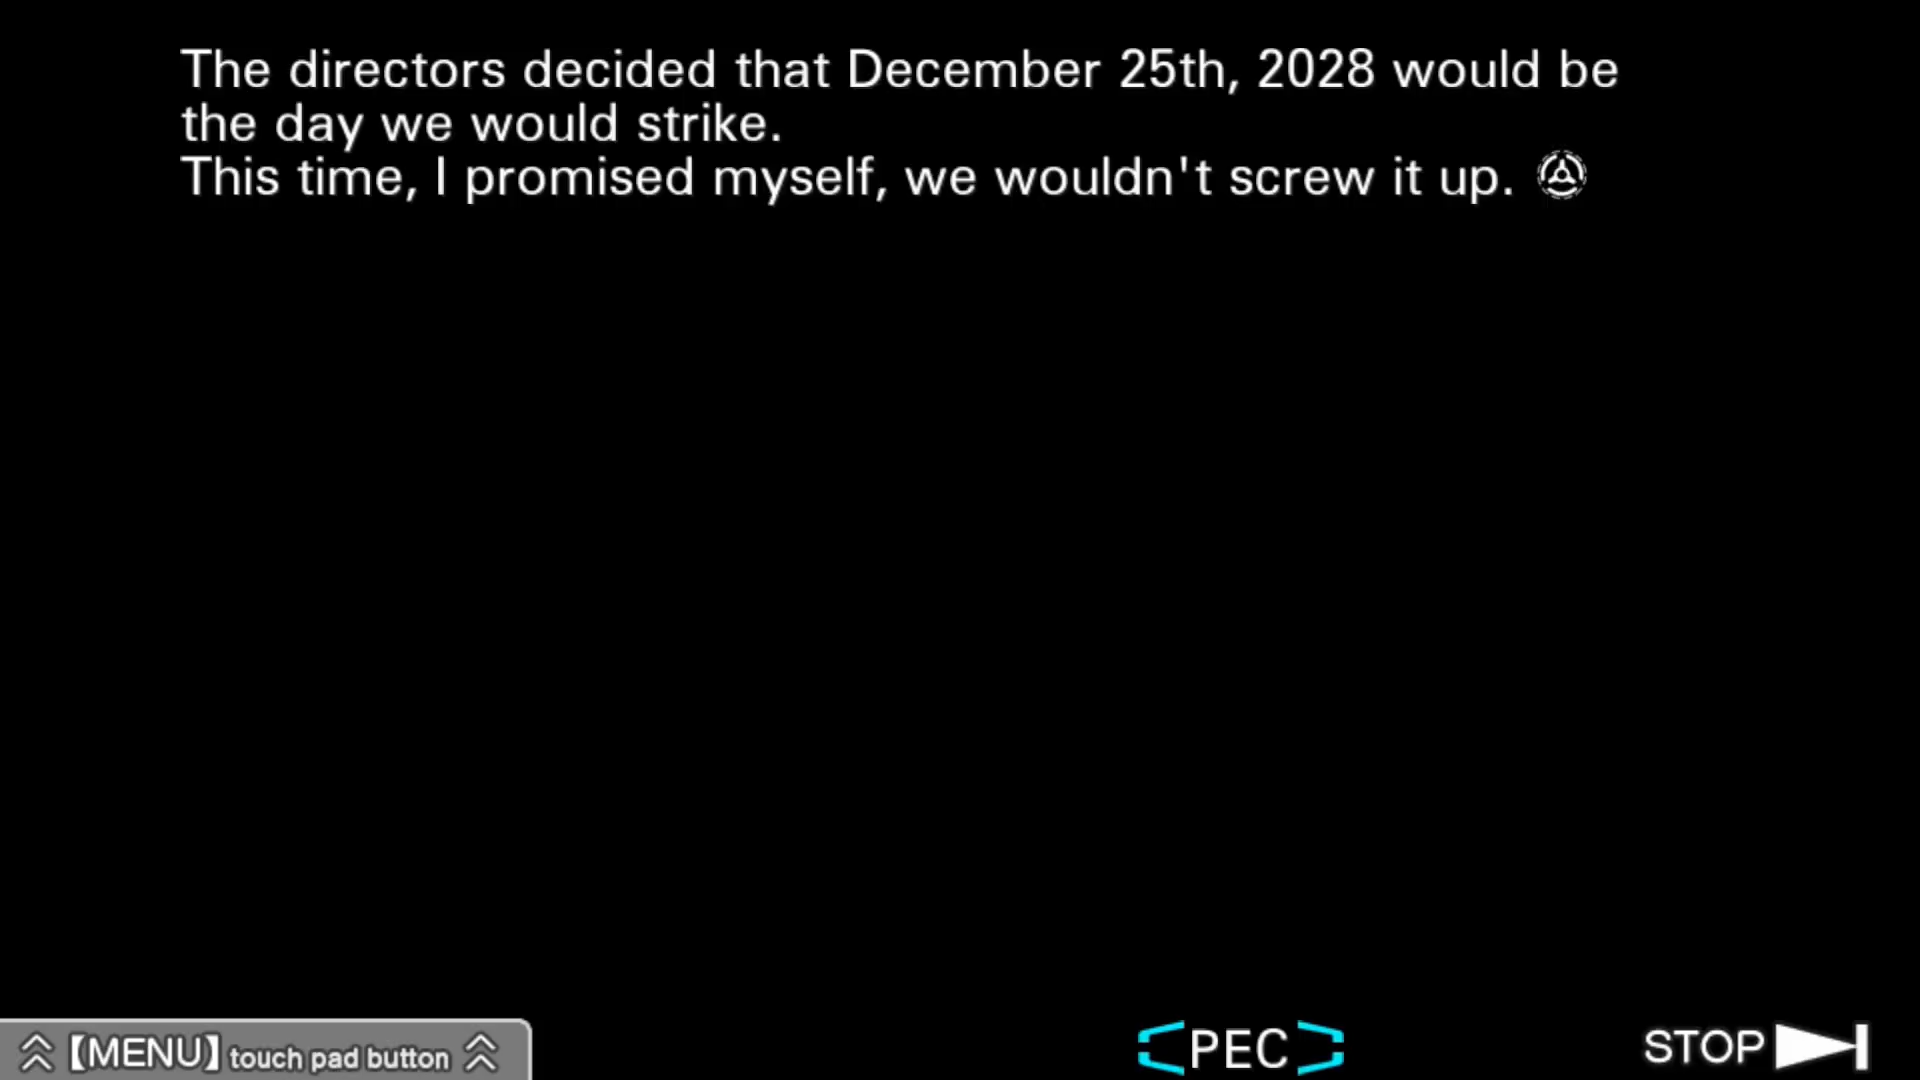 The directors decided that December 25th, 2028 would be
the day we would strike.
This time, I promised myself, we wouldn't screw it up.
【MENU】touch pad button
PEC
STOP